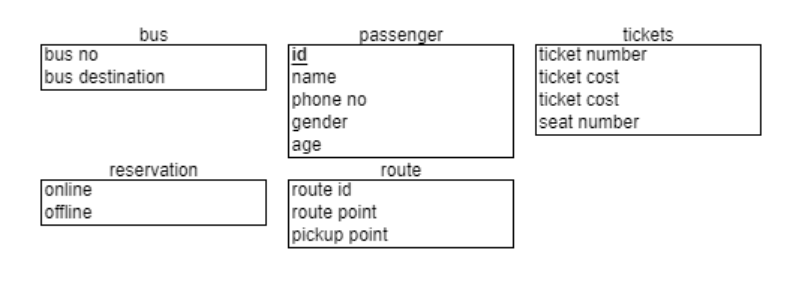 bus
bus no
bus destination
passenger
id
name
phone no
gender
age
tickets
ticket number
ticket cost
ticket cost
seat number
reservation
online
offline
route
route id
route point
pickup point